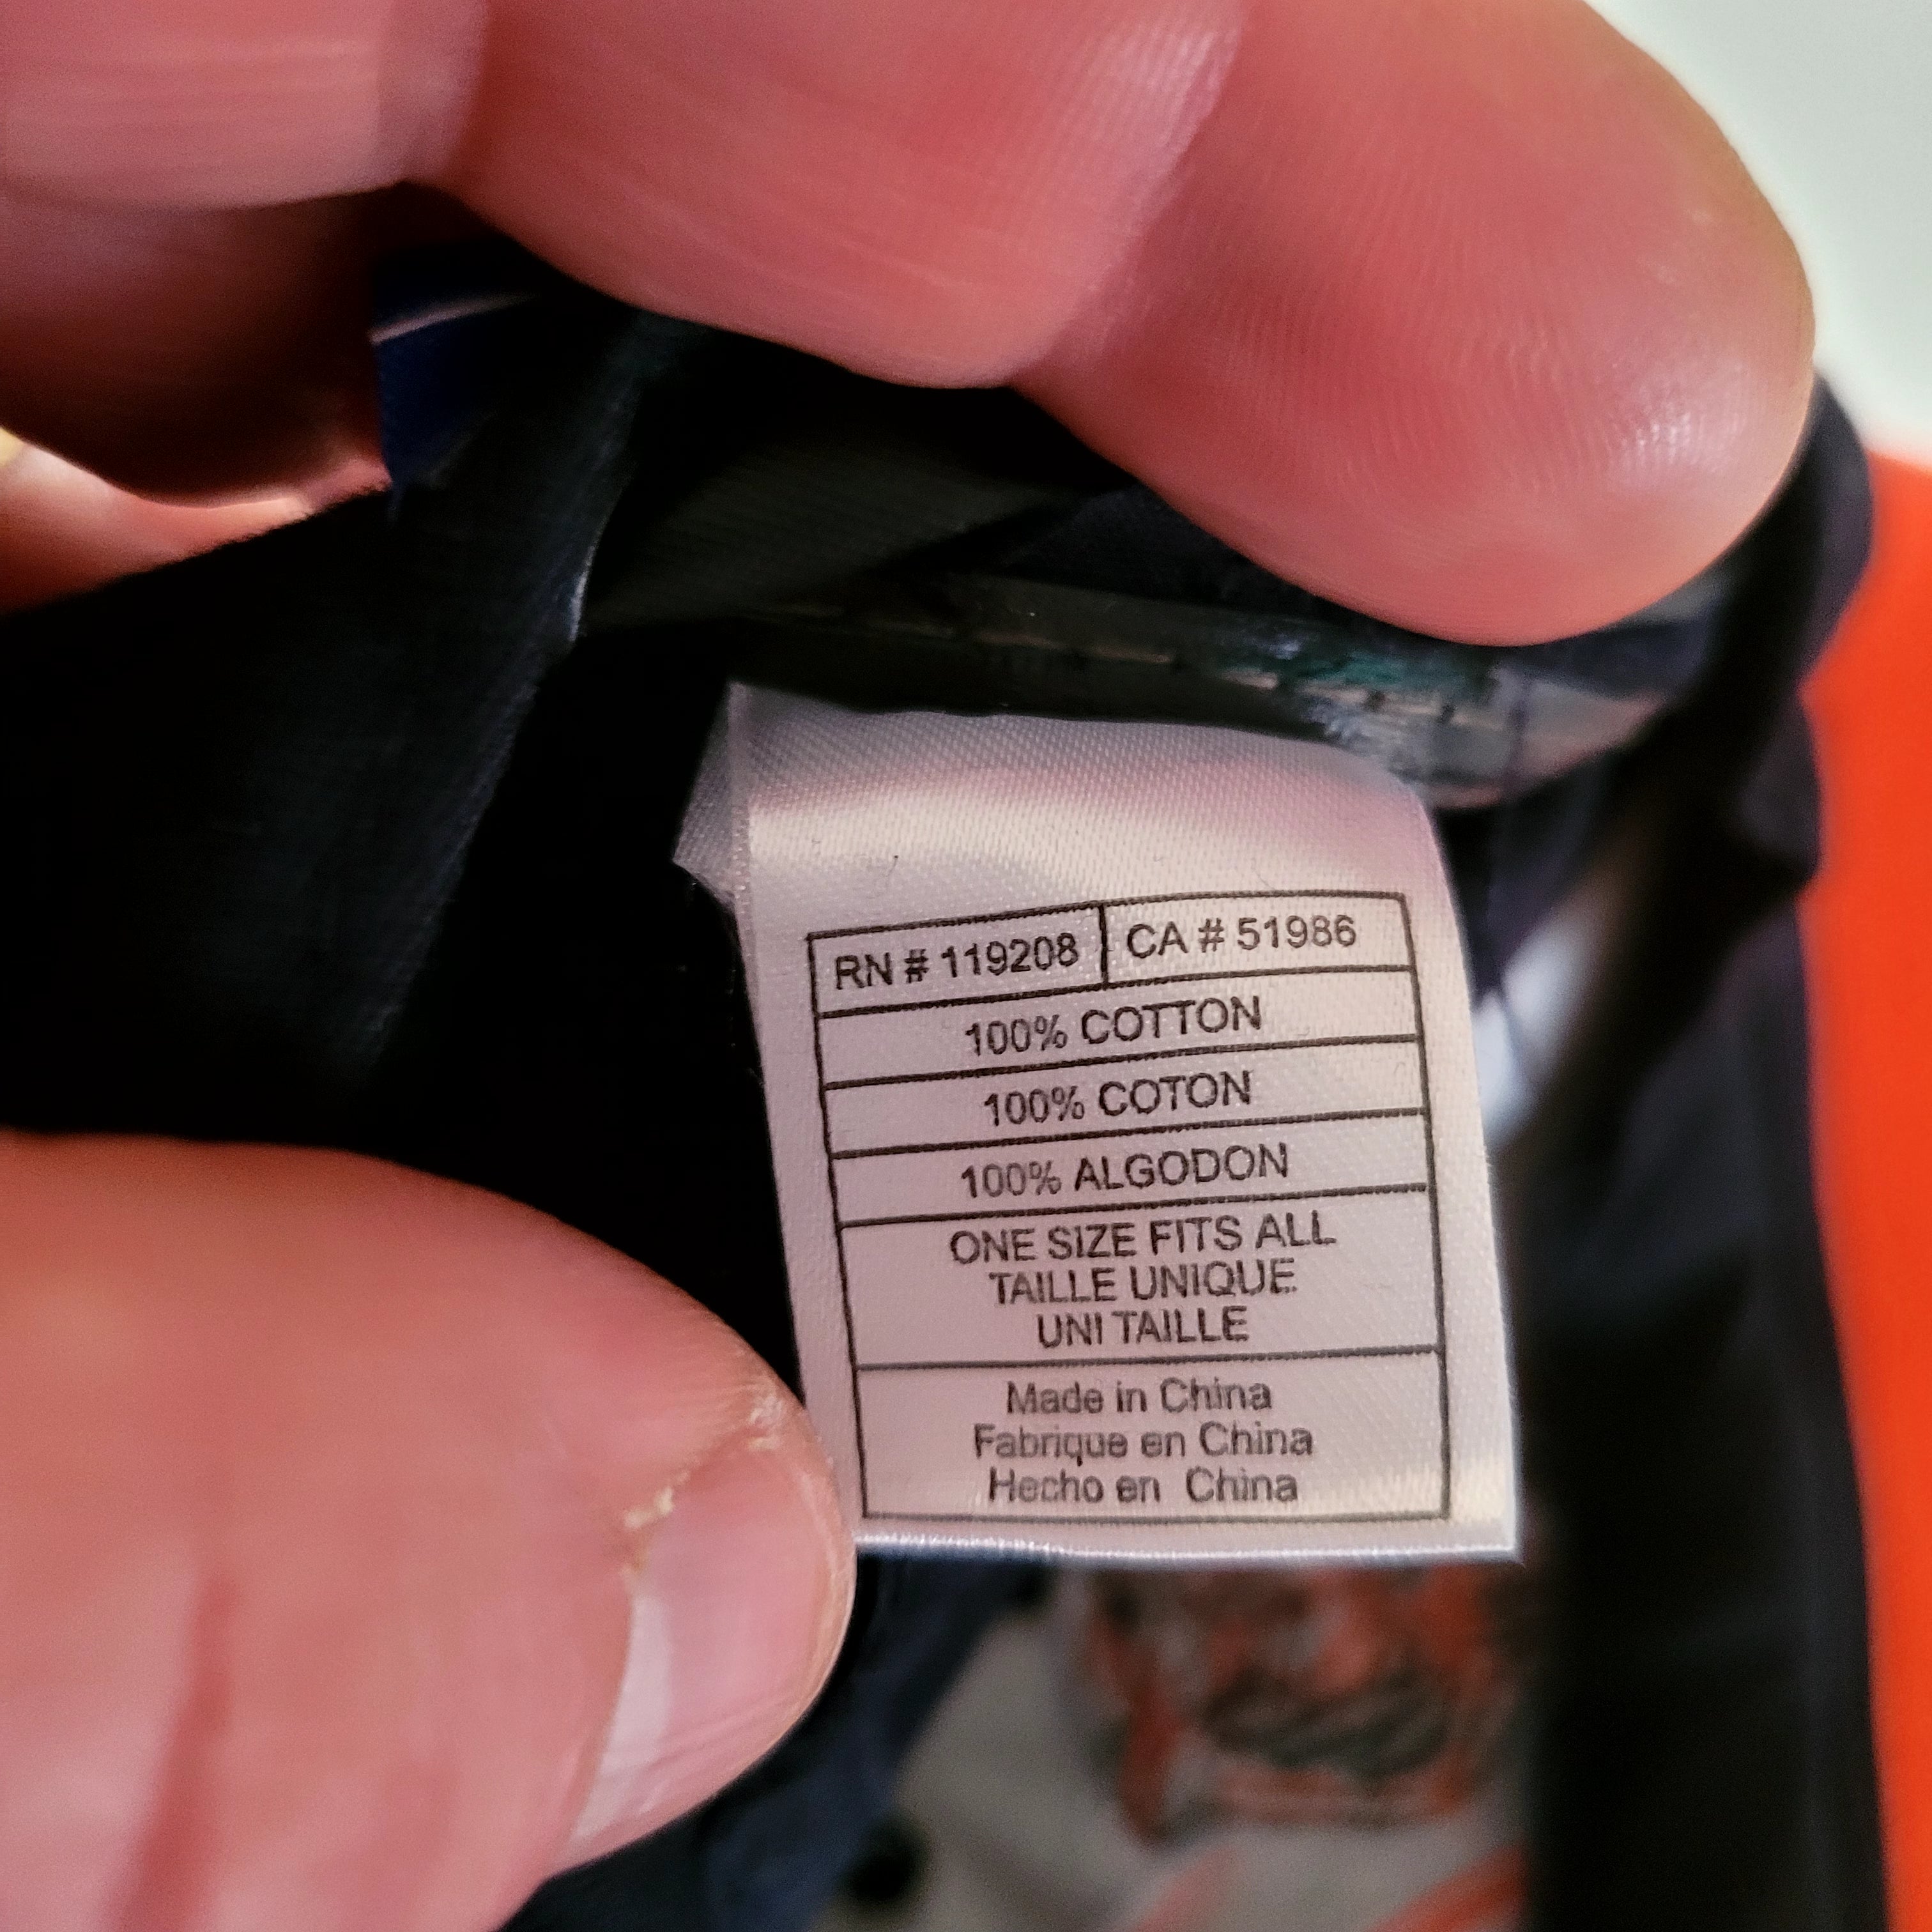 RN # 119208 CA # 51986
100% COTTON
100% COTON
100% ALGODON
ONE SIZE FITS ALL
TAILLE UNIQUE
UNI TAILLE
Made in China
Fabrique en China
Hecho en China